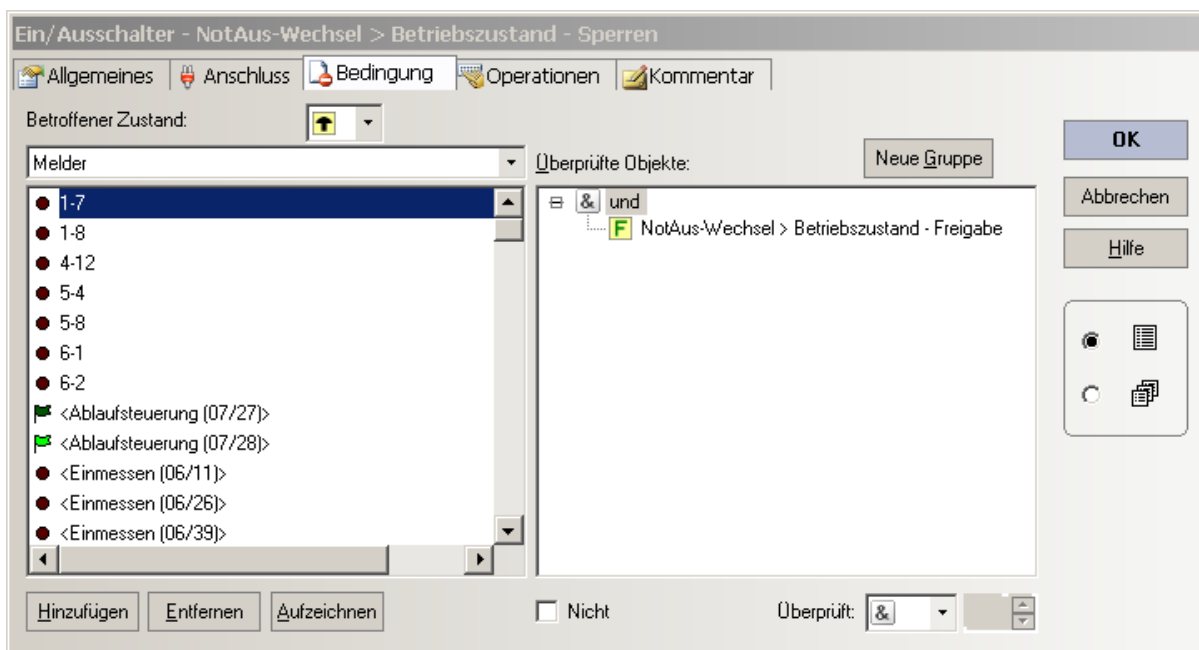 Ein/Ausschalter - NotAus-Wechsel > Betriebszustand - Sperren
Allgemeines Anschluss Bedingung Operationen Kommentar
Betroffener Zustand:
Melder
1-7
1-8
4-12
5-4
5-8
6-1
6-2
<Ablaufsteuerung (07/27)>
<Ablaufsteuerung (07/28)>
<Einmessen (06/11)>
<Einmessen (06/26)>
<Einmessen (06/39)>
Hinzufügen Entfernen Aufzeichnen
Überprüfte Objekte:
Neue Gruppe
& und
F NotAus-Wechsel > Betriebszustand - Freigabe
Nicht
Überprüft: &
OK
Abbrechen
Hilfe